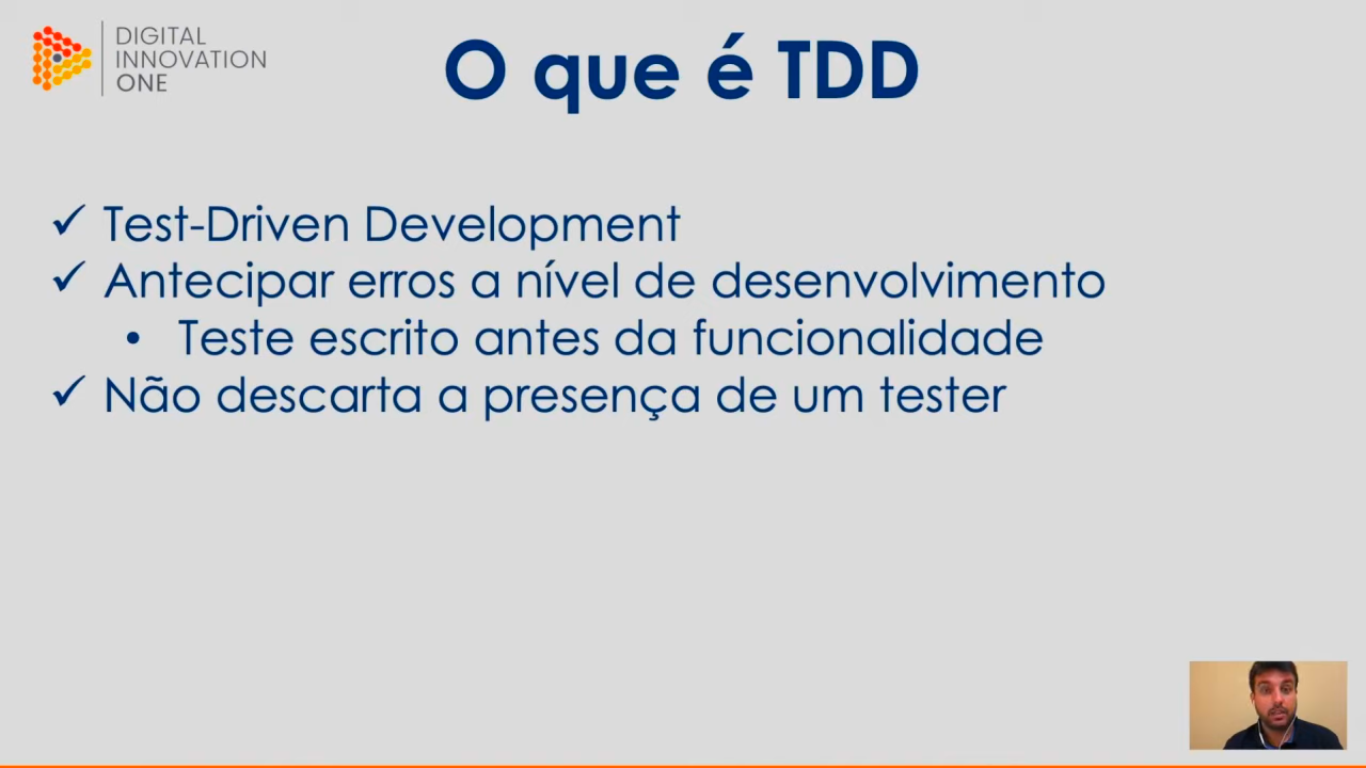 DIGITAL
INNOVATION
ONE
O que é TDD
Test-Driven Development
Antecipar erros a nível de desenvolvimento
Teste escrito antes da funcionalidade
Não descarta a presença de um tester